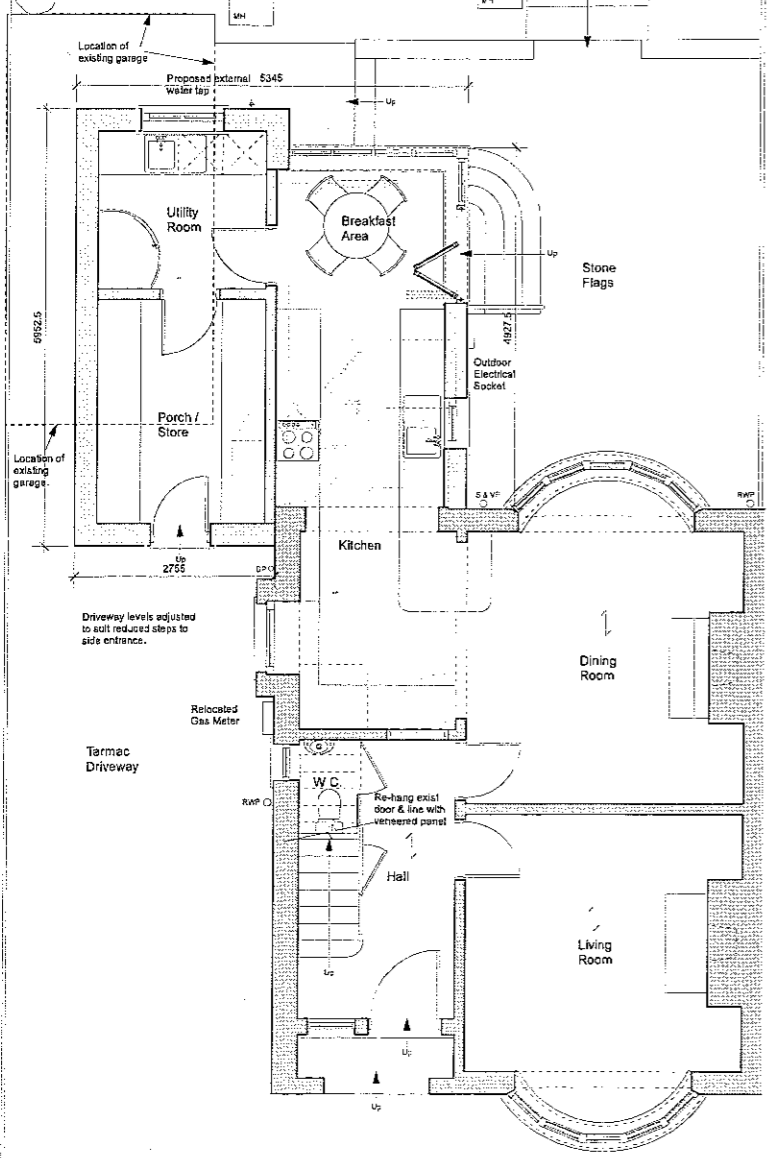 MH
MH
Location of
existing garage
Proposed external
water tap
5345
Up
Utility
Room
Breakfast
Area
Up
Stone
Flags
5952.5
4927.5
Outdoor
Electrical
Socket
Porch /
Store
Location of
existing
garage.
S & VP
RWP
Up
2755
Kitchen
Driveway levels adjusted
to suit reduced steps to
side entrance.
Dining
Room
Relocated
Gas Meter
Tarmac
Driveway
W.C.
RWP
Re-hang exist
door & line with
veneered panel
Hall
Living
Room
Up
Up
Up